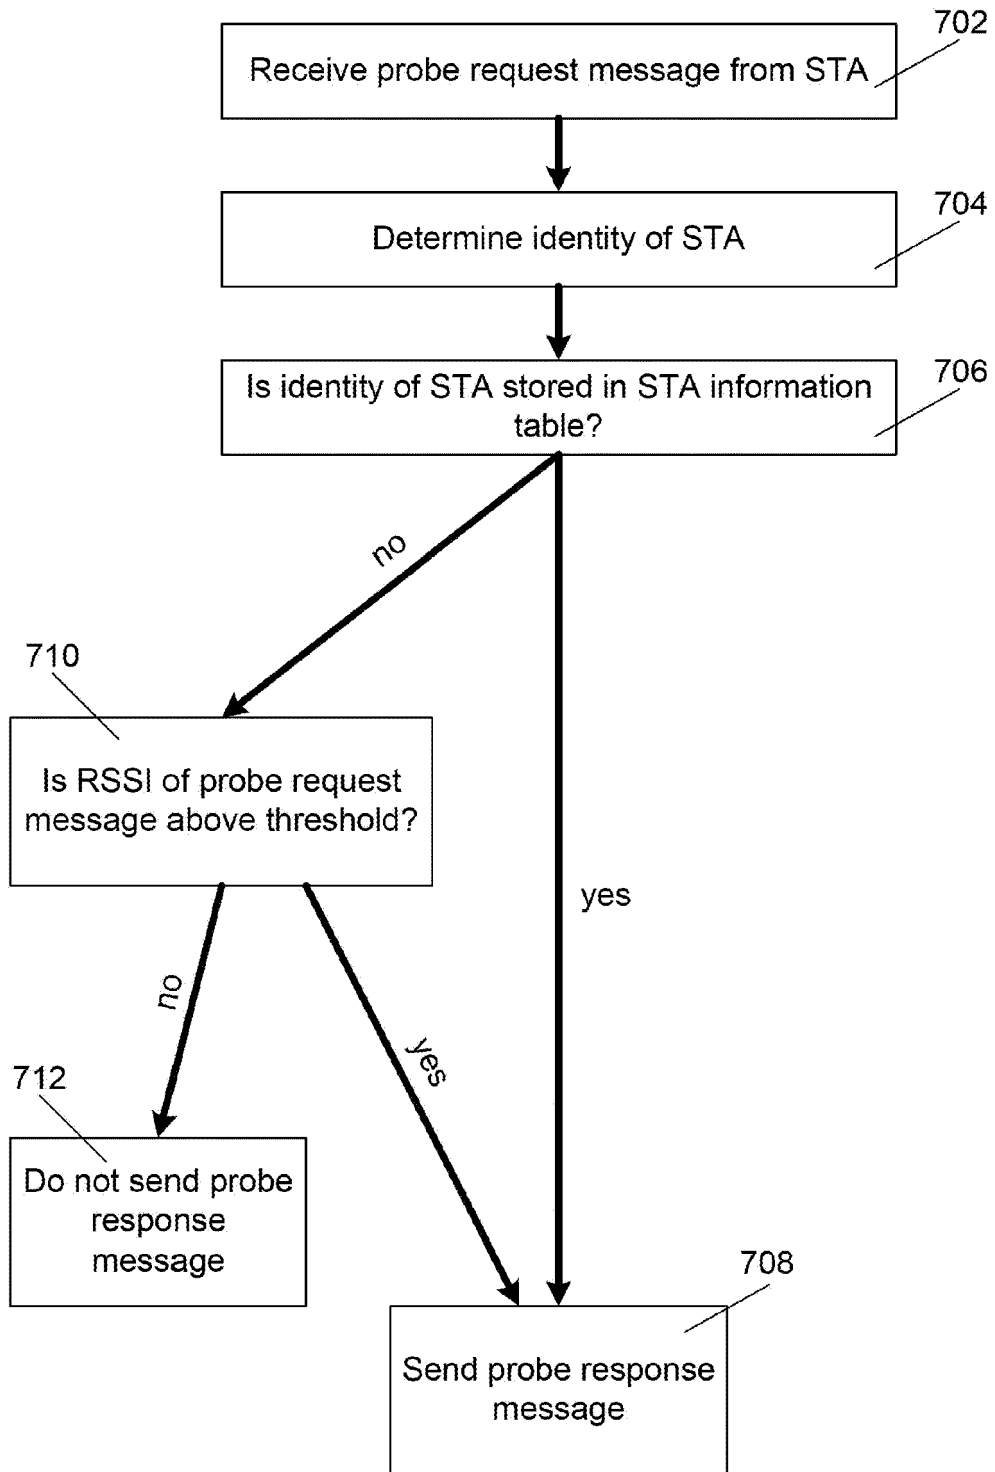 702
Receive probe request message from STA
704
Determine identity of STA
706
Is identity of STA stored in STA information
table?
no
710
Is RSSI of probe request
message above threshold?
yes
no
yes
712
Do not send probe
response
message
708
Send probe response
message